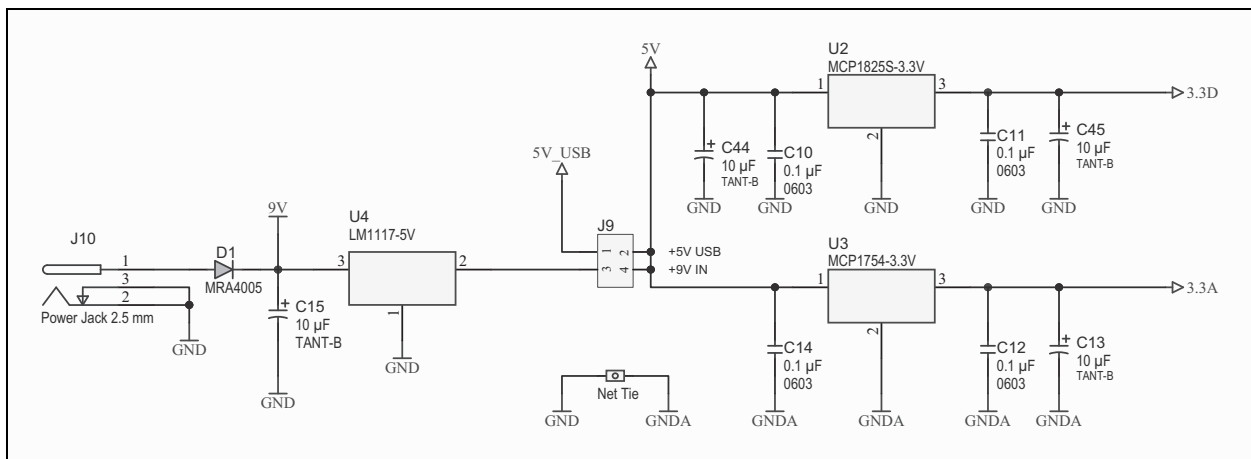 5V
U2
MCP1825S-3.3V
1
3
3.3D
2
C44
10 µF
TANT-B
C10
0.1 µF
0603
C11
0.1 µF
0603
C45
10 µF
TANT-B
GND
GND
GND
GND
GND
5V_USB
9V
J10
D1
MRA4005
U4
LM1117-5V
J9
1
2
+5V USB
3
4
+9V IN
1
3
2
Power Jack 2.5 mm
GND
C15
10 µF
TANT-B
GND
3
2
1
GND
U3
MCP1754-3.3V
1
3
3.3A
2
C14
0.1 µF
0603
C12
0.1 µF
0603
C13
10 µF
TANT-B
Net Tie
GND
GNDA
GNDA
GNDA
GNDA
GNDA